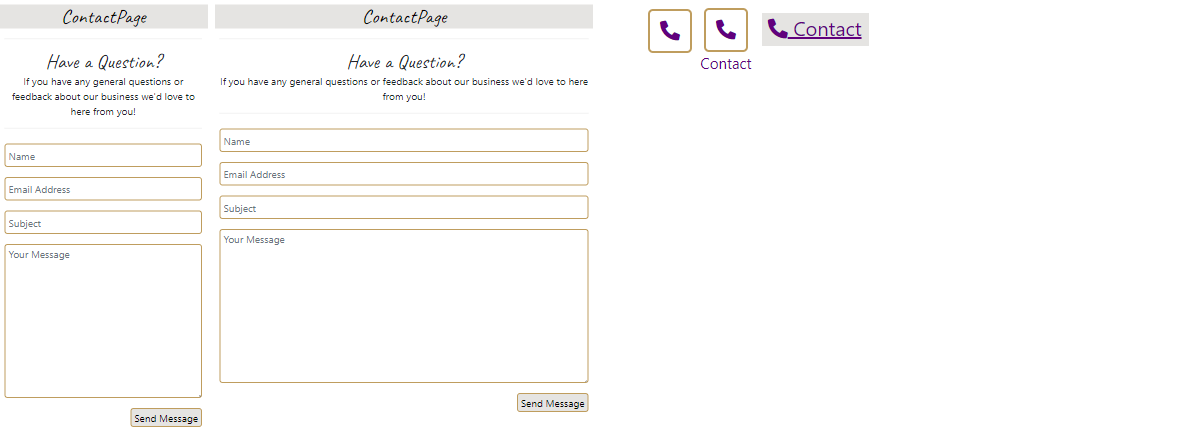 ContactPage
Have a Question?
If you have any general questions or
feedback about our business we'd love to
here from you!
Name
Email Address
Subject
Your Message
Send Message
ContactPage
Have a Question?
If you have any general questions or feedback about our business we'd love to here
from you!
Name
Email Address
Subject
Your Message
Send Message
Contact
Contact